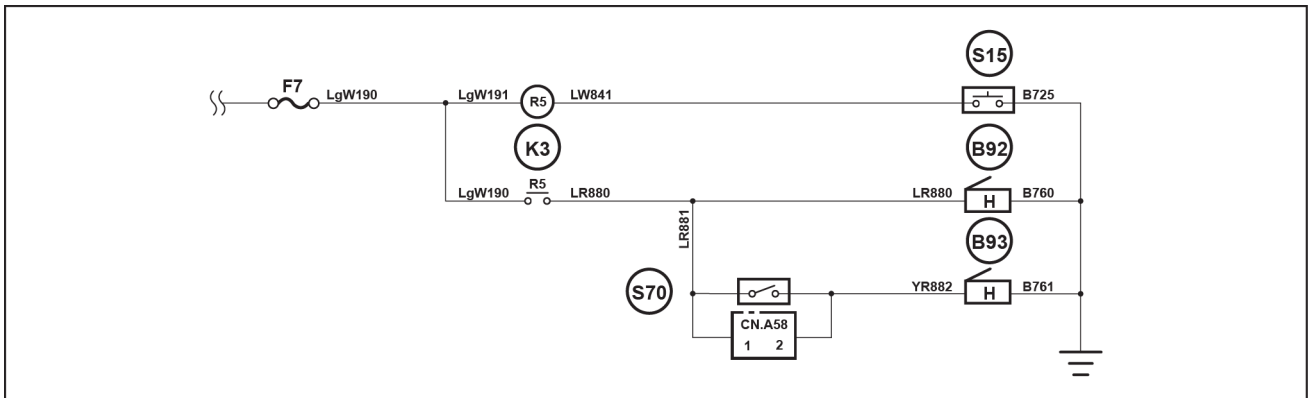 S15
F7
LgW190 LgW191 R5 LW841 B725
K3 B92
R5
LgW190 LR880 LR880 H B760
LR881
B93
S70
YR882 H B761
CN.A58
1 2